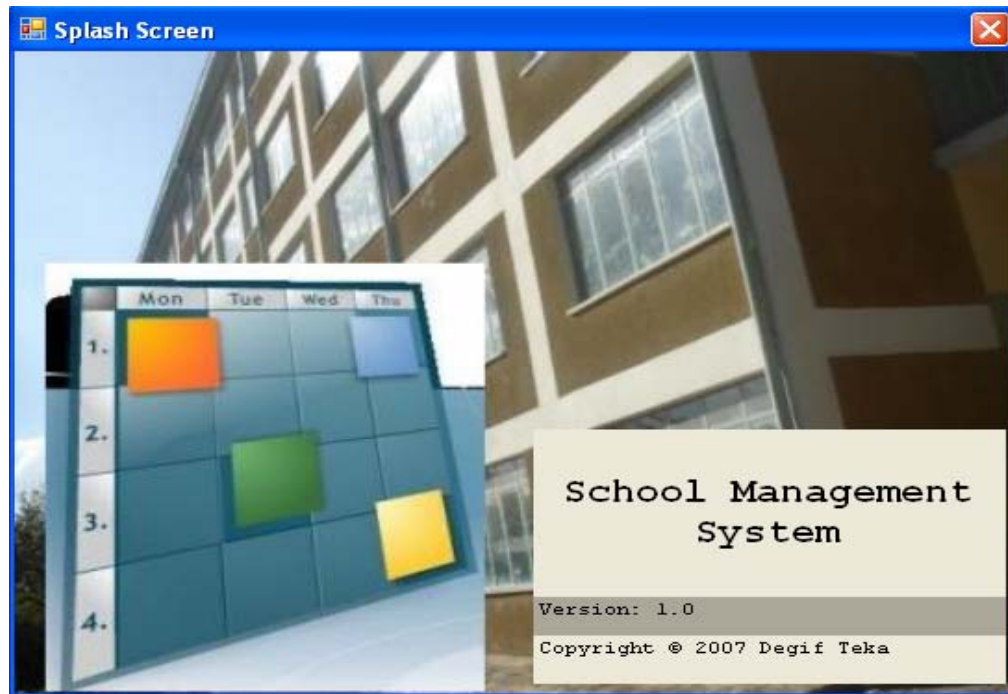 Splash Screen
Mon Tue Wed Thu
1.
2.
3.
4.
School Management
System
Version: 1.0
Copyright © 2007 Degif Teka